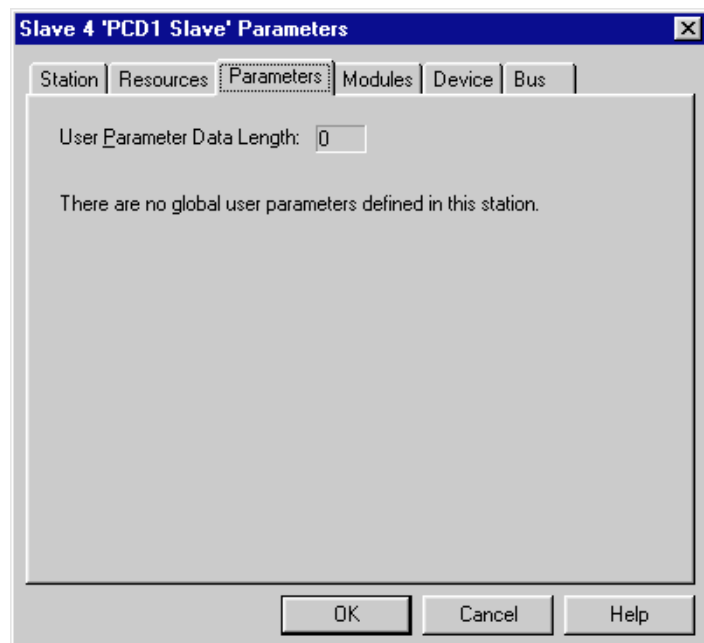 Slave 4 'PCD1 Slave' Parameters
Station Resources Parameters Modules Device Bus
User Parameter Data Length: 0
There are no global user parameters defined in this station.
OK Cancel Help